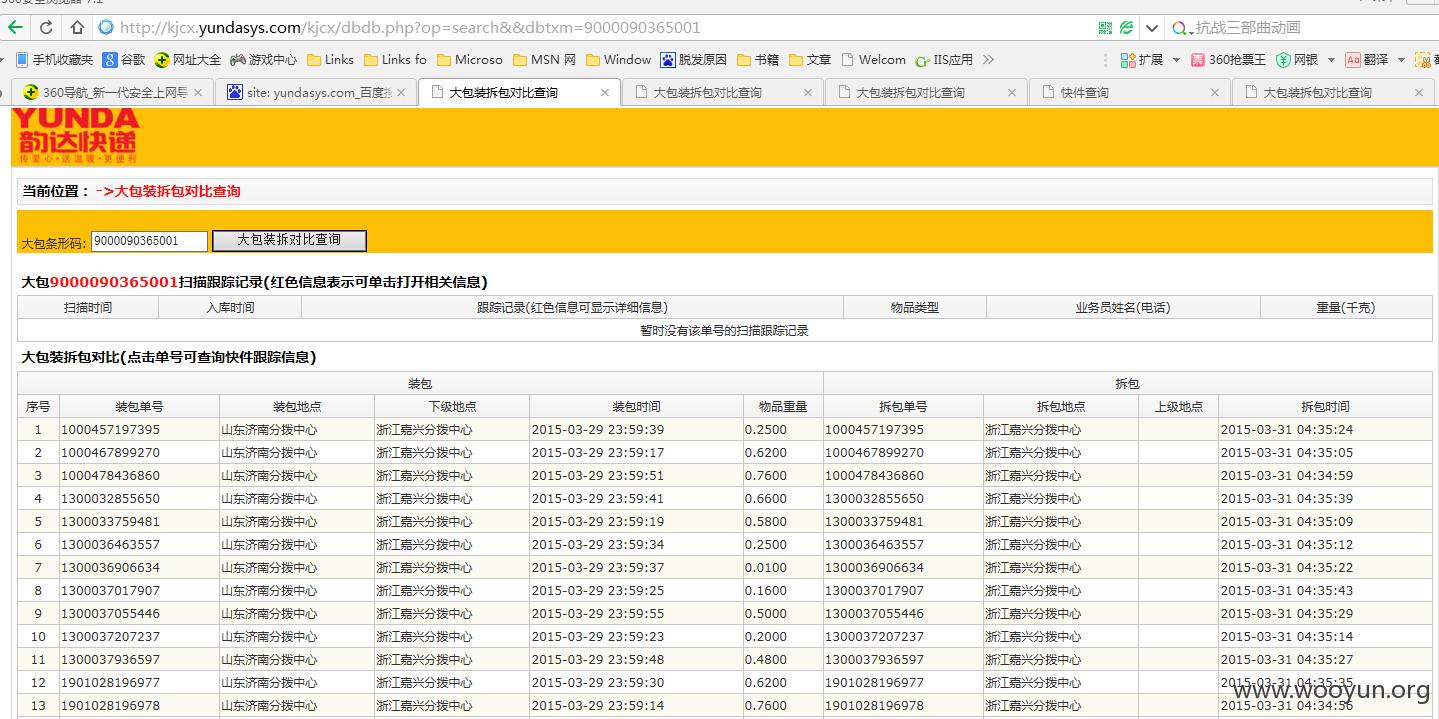 http://kjcx.yundasys.com/kjcx/dbdb.php?op=search&&dbtxm=9000090365001 抗战三部曲动画
手机收藏夹 谷歌 网址大全 游戏中心 Links Links fo Microso MSN 网 Window 脱发原因 书籍 文章 Welcom IIS应用 » 扩展 360抢票王 网银 翻译
360导航_新一代安全上网导 site: yundasys.com_百度搜 大包装拆包对比查询 大包装拆包对比查询 大包装拆包对比查询 快件查询 大包装拆包对比查询
YUNDA
韵达快递
传爱心·送温暖·更便利
当前位置： ->大包装拆包对比查询
大包条形码: 9000090365001 大包装拆对比查询
大包9000090365001扫描跟踪记录(红色信息表示可单击打开相关信息)
扫描时间 入库时间 跟踪记录(红色信息可显示详细信息) 物品类型 业务员姓名(电话) 重量(千克)
暂时没有该单号的扫描跟踪记录
大包装拆包对比(点击单号可查询快件跟踪信息)
装包 拆包
序号 装包单号 装包地点 下级地点 装包时间 物品重量 拆包单号 拆包地点 上级地点 拆包时间
1 1000457197395 山东济南分拨中心 浙江嘉兴分拨中心 2015-03-29 23:59:39 0.2500 1000457197395 浙江嘉兴分拨中心 2015-03-31 04:35:24
2 1000467899270 山东济南分拨中心 浙江嘉兴分拨中心 2015-03-29 23:59:17 0.6200 1000467899270 浙江嘉兴分拨中心 2015-03-31 04:35:05
3 1000478436860 山东济南分拨中心 浙江嘉兴分拨中心 2015-03-29 23:59:51 0.7600 1000478436860 浙江嘉兴分拨中心 2015-03-31 04:34:59
4 1300032855650 山东济南分拨中心 浙江嘉兴分拨中心 2015-03-29 23:59:41 0.6600 1300032855650 浙江嘉兴分拨中心 2015-03-31 04:35:39
5 1300033759481 山东济南分拨中心 浙江嘉兴分拨中心 2015-03-29 23:59:19 0.5800 1300033759481 浙江嘉兴分拨中心 2015-03-31 04:35:09
6 1300036463557 山东济南分拨中心 浙江嘉兴分拨中心 2015-03-29 23:59:34 0.2500 1300036463557 浙江嘉兴分拨中心 2015-03-31 04:35:12
7 1300036906634 山东济南分拨中心 浙江嘉兴分拨中心 2015-03-29 23:59:37 0.0100 1300036906634 浙江嘉兴分拨中心 2015-03-31 04:35:22
8 1300037017907 山东济南分拨中心 浙江嘉兴分拨中心 2015-03-29 23:59:25 0.1600 1300037017907 浙江嘉兴分拨中心 2015-03-31 04:35:43
9 1300037055446 山东济南分拨中心 浙江嘉兴分拨中心 2015-03-29 23:59:55 0.5000 1300037055446 浙江嘉兴分拨中心 2015-03-31 04:35:29
10 1300037207237 山东济南分拨中心 浙江嘉兴分拨中心 2015-03-29 23:59:23 0.2000 1300037207237 浙江嘉兴分拨中心 2015-03-31 04:35:14
11 1300037936597 山东济南分拨中心 浙江嘉兴分拨中心 2015-03-29 23:59:48 0.4800 1300037936597 浙江嘉兴分拨中心 2015-03-31 04:35:27
12 1901028196977 山东济南分拨中心 浙江嘉兴分拨中心 2015-03-29 23:59:30 0.6200 1901028196977 浙江嘉兴分拨中心 2015-03-31 04:35:35
13 1901028196978 山东济南分拨中心 浙江嘉兴分拨中心 2015-03-29 23:59:14 0.7600 1901028196978 浙江嘉兴分拨中心 2015-03-31 04:34:56
www.wooyun.org